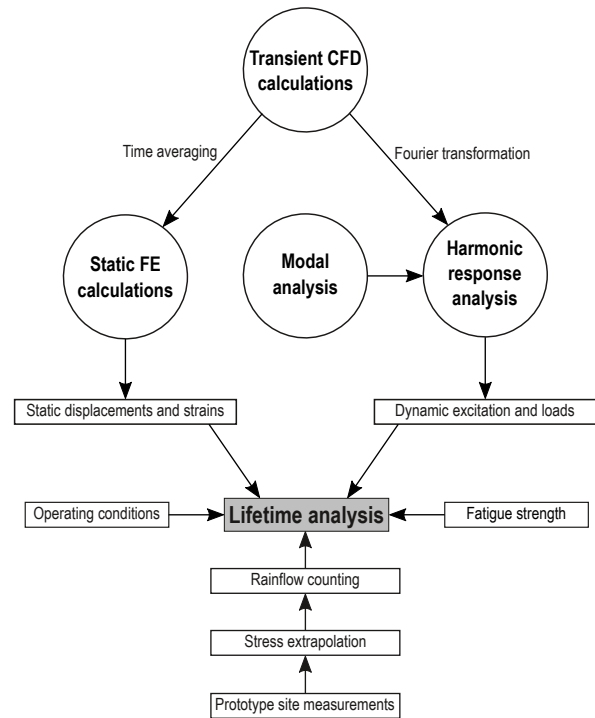 Transient CFD
calculations
Time averaging
Fourier transformation
Static FE
calculations
Modal
analysis
Harmonic
response
analysis
Static displacements and strains
Dynamic excitation and loads
Operating conditions
Lifetime analysis
Fatigue strength
Rainflow counting
Stress extrapolation
Prototype site measurements